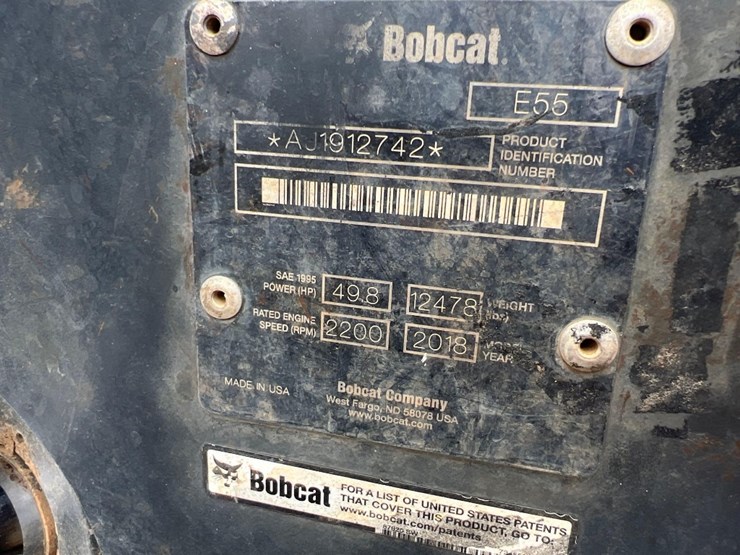 Bobcat
E55
*AJ1912742*
PRODUCT
IDENTIFICATION
NUMBER
SAE 1995
POWER (HP)
49.8
12478
WEIGHT
(lbs)
RATED ENGINE
SPEED (RPM)
2200
2018
MODEL
YEAR
MADE IN USA
Bobcat Company
West Fargo, ND 58078 USA
www.bobcat.com
Bobcat
FOR A LIST OF UNITED STATES PATENTS
THAT COVER THIS PRODUCT, GO TO:
www.bobcat.com/patents